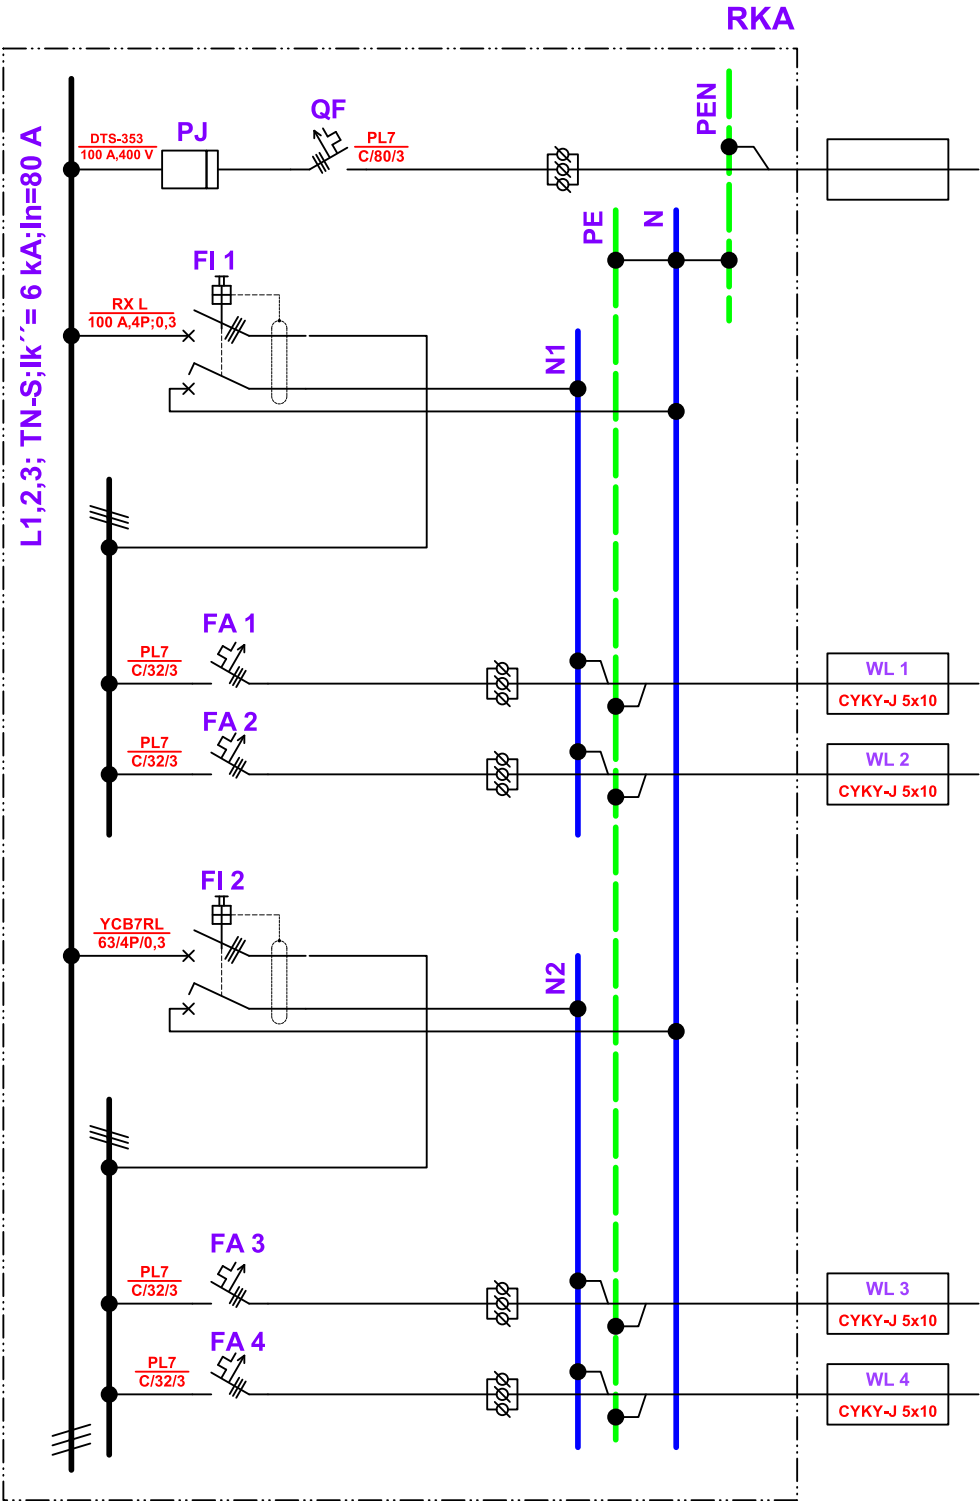 RKA
L1,2,3; TN-S;Ik´´= 6 kA;In=80 A
DTS-353
100 A,400 V
PJ
QF
PL7
C/80/3
PEN
PE
N
FI 1
RX L
100 A,4P;0,3
N1
FA 1
PL7
C/32/3
WL 1
CYKY-J 5x10
FA 2
PL7
C/32/3
WL 2
CYKY-J 5x10
FI 2
YCB7RL
63/4P/0,3
N2
FA 3
PL7
C/32/3
WL 3
CYKY-J 5x10
FA 4
PL7
C/32/3
WL 4
CYKY-J 5x10